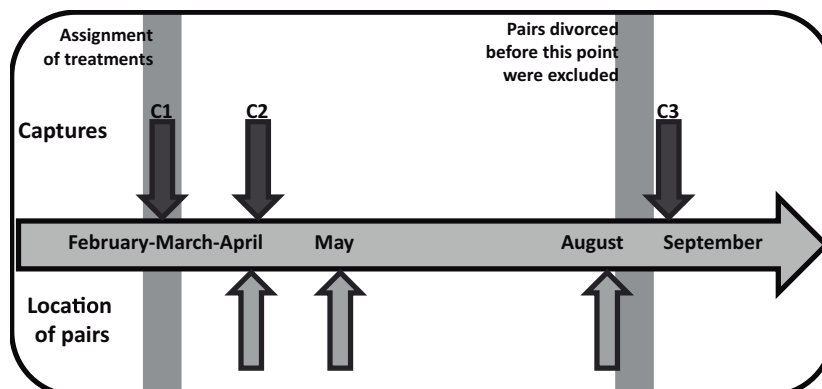 Assignment
of treatments
Pairs divorced
before this point
were excluded
C1
C2
C3
Captures
February-March-April
May
August
September
Location
of pairs